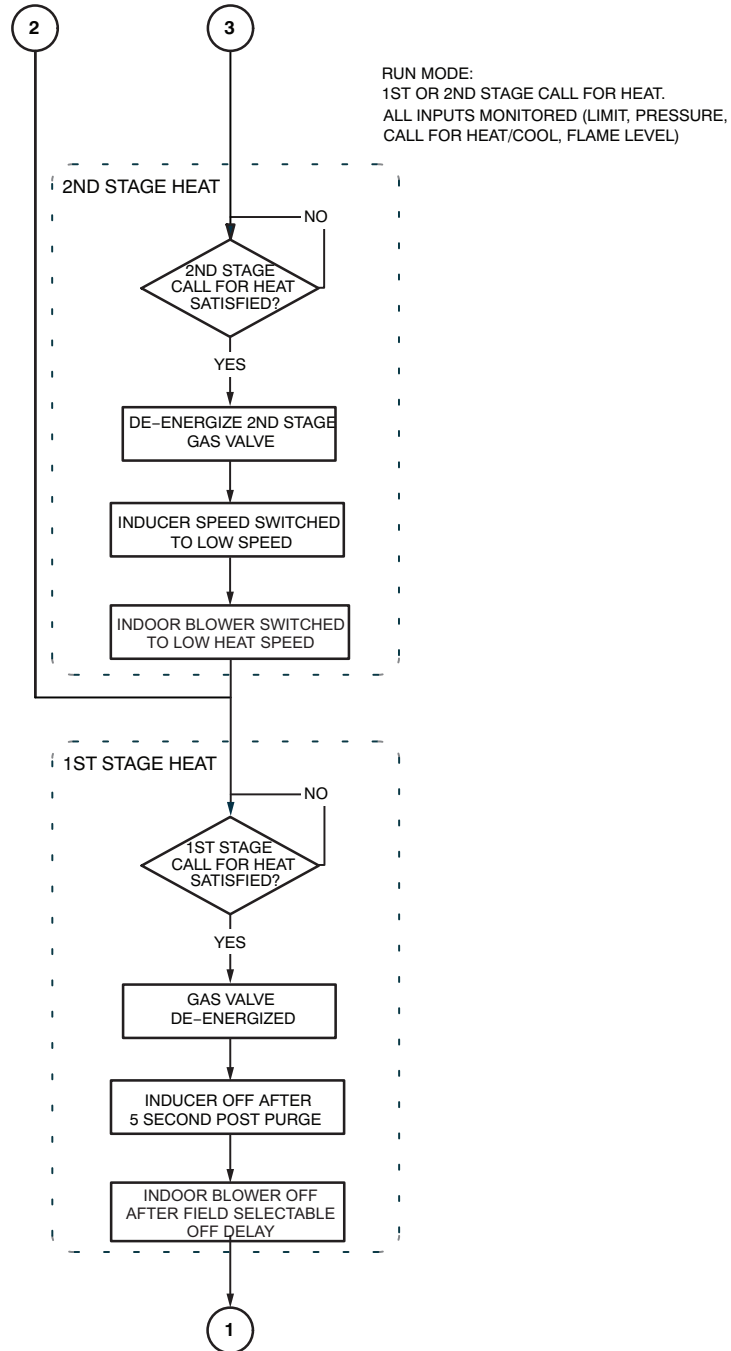 2
3
RUN MODE:
1ST OR 2ND STAGE CALL FOR HEAT.
ALL INPUTS MONITORED (LIMIT, PRESSURE,
CALL FOR HEAT/COOL, FLAME LEVEL)
2ND STAGE HEAT
NO
2ND STAGE
CALL FOR HEAT
SATISFIED?
YES
DE−ENERGIZE 2ND STAGE
GAS VALVE
INDUCER SPEED SWITCHED
TO LOW SPEED
INDOOR BLOWER SWITCHED
TO LOW HEAT SPEED
1ST STAGE HEAT
NO
1ST STAGE
CALL FOR HEAT
SATISFIED?
YES
GAS VALVE
DE−ENERGIZED
INDUCER OFF AFTER
5 SECOND POST PURGE
INDOOR BLOWER OFF
AFTER FIELD SELECTABLE
OFF DELAY
1